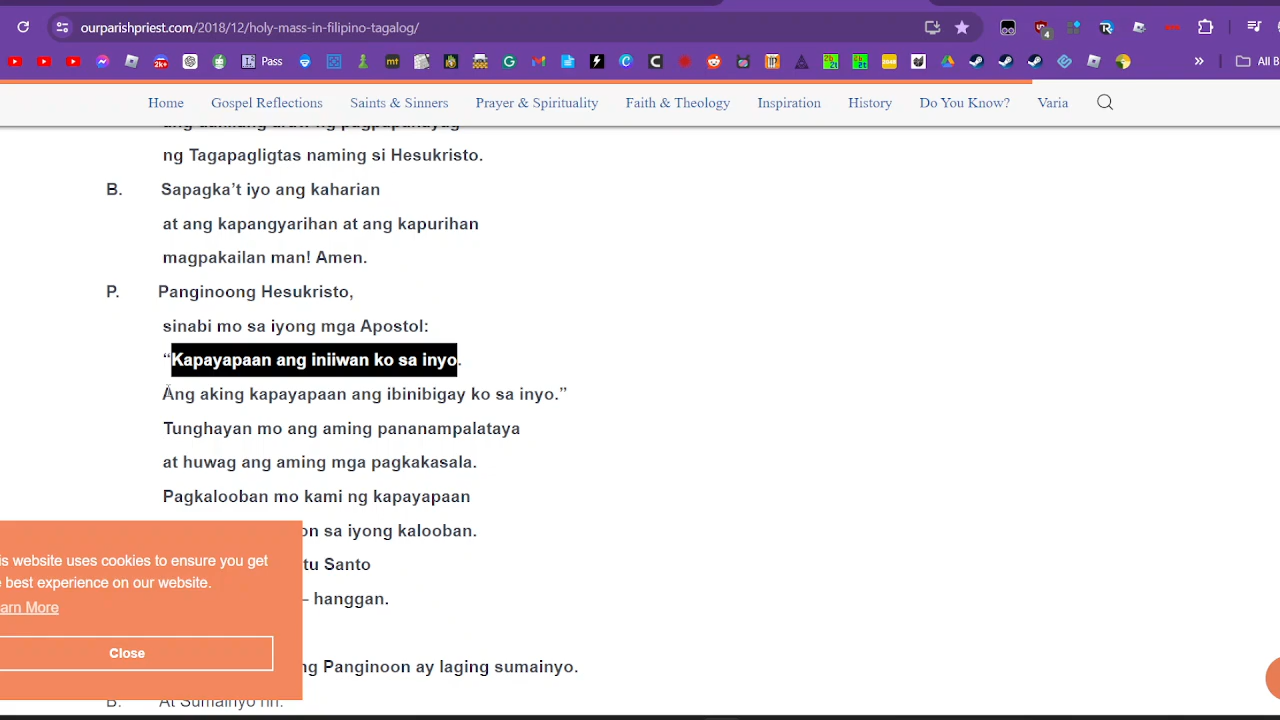 ourparishpriest.com/2018/12/holy-mass-in-filipino-tagalog/
Pass
All B
Home Gospel Reflections Saints & Sinners Prayer & Spirituality Faith & Theology Inspiration History Do You Know? Varia
ng Tagapagligtas naming si Hesukristo.
B. Sapagka’t iyo ang kaharian
at ang kapangyarihan at ang kapurihan
magpakailan man! Amen.
P. Panginoong Hesukristo,
sinabi mo sa iyong mga Apostol:
“Kapayapaan ang iniiwan ko sa inyo.
Ang aking kapayapaan ang ibinibigay ko sa inyo.”
Tunghayan mo ang aming pananampalataya
at huwag ang aming mga pagkakasala.
Pagkalooban mo kami ng kapayapaan
on sa iyong kalooban.
tu Santo
– hanggan.
ng Panginoon ay laging sumainyo.
B. At Sumainyo rin.
is website uses cookies to ensure you get
e best experience on our website.
arn More
Close